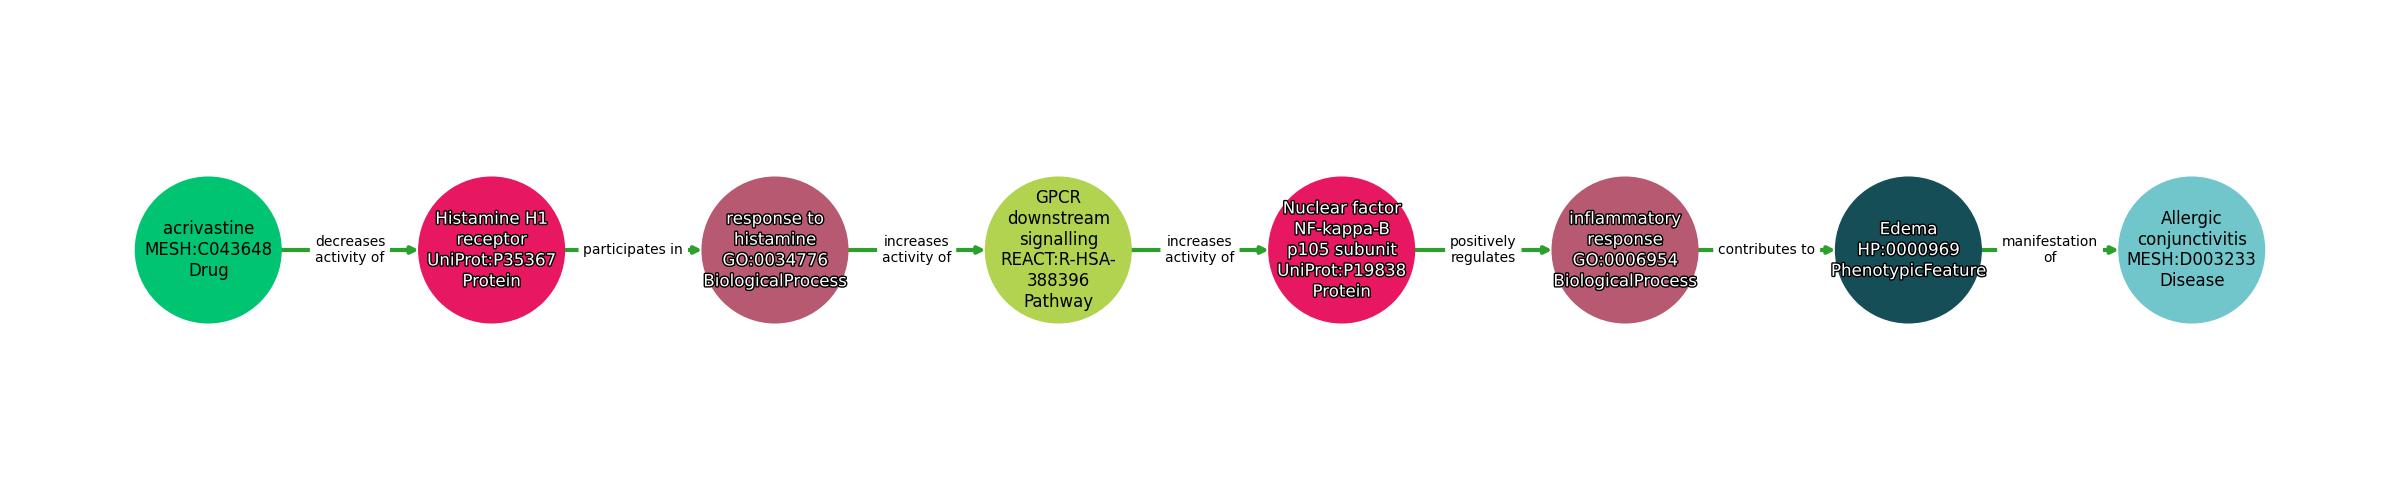 acrivastine
MESH:C043648
Drug
decreases
activity of
Histamine H1
receptor
UniProt:P35367
Protein
participates in
response to
histamine
GO:0034776
BiologicalProcess
increases
activity of
GPCR
downstream
signalling
REACT:R-HSA-
388396
Pathway
increases
activity of
Nuclear factor
NF-kappa-B
p105 subunit
UniProt:P19838
Protein
positively
regulates
inflammatory
response
GO:0006954
BiologicalProcess
contributes to
Edema
HP:0000969
PhenotypicFeature
manifestation
of
Allergic
conjunctivitis
MESH:D003233
Disease